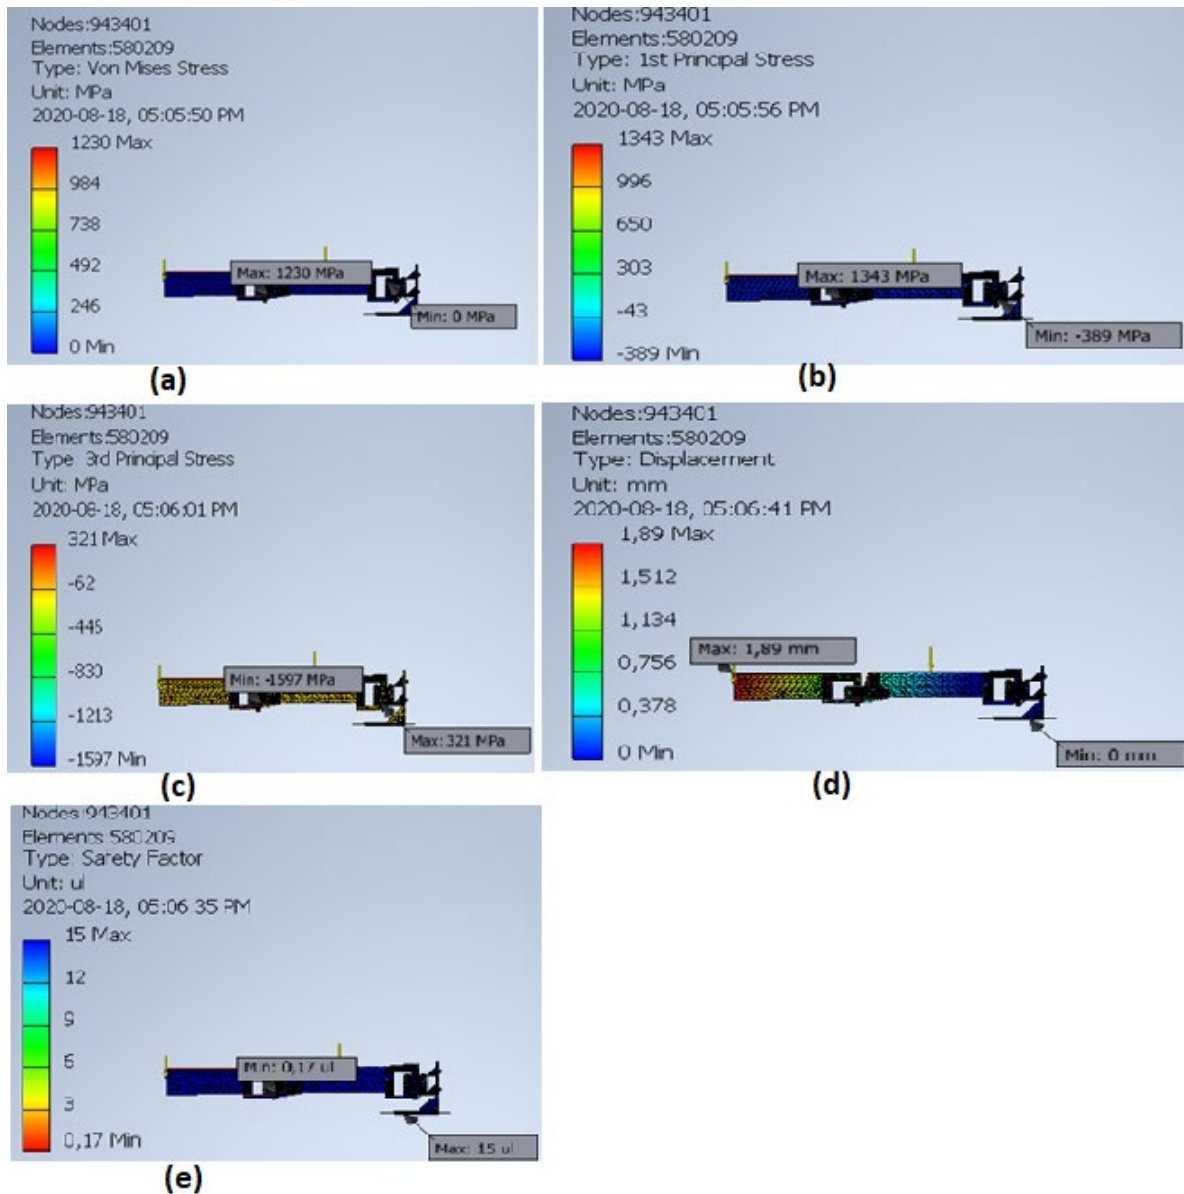 Nodes:943401
Elements:580209
Type: Von Mises Stress
Unit: MPa
2020-08-18, 05:05:50 PM
1230 Max
984
738
492
246
0 Min
Max: 1230 MPa
Min: 0 MPa
(a)
Nodes:943401
Elements:580209
Type: 1st Principal Stress
Unit: MPa
2020-08-18, 05:05:56 PM
1343 Max
996
650
303
-43
-389 Min
Max: 1343 MPa
Min: -389 MPa
(b)
Nodes:943401
Elements:580209
Type: 3rd Principal Stress
Unit: MPa
2020-08-18, 05:06:01 PM
321 Max
-62
-445
-830
-1213
-1597 Min
Min: -1597 MPa
Max: 321 MPa
(c)
Nodes:943401
Elements:580209
Type: Displacement
Unit: mm
2020-08-18, 05:06:41 PM
1,89 Max
1,512
1,134
0,756
0,378
0 Min
Max: 1,89 mm
Min: 0 mm
(d)
Nodes:943401
Elements:580209
Type: Safety Factor
Unit: ul
2020-08-18, 05:06:35 PM
15 Max
12
9
6
3
0,17 Min
Min: 0,17 ul
Max: 15 ul
(e)